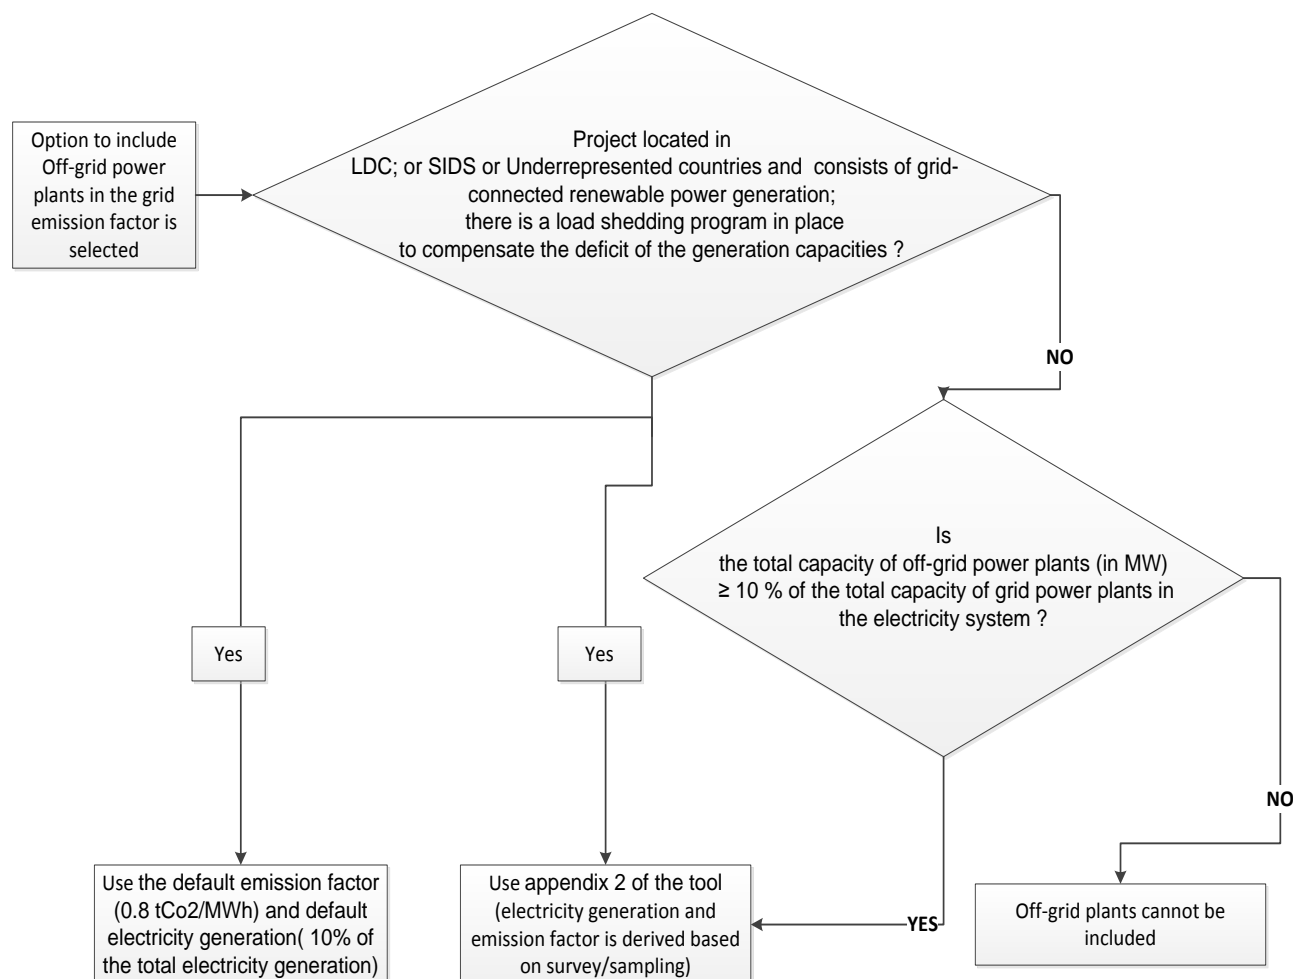 Option to include
Off-grid power
plants in the grid
emission factor is
selected
Project located in
LDC; or SIDS or Underrepresented countries and consists of grid-
connected renewable power generation;
there is a load shedding program in place
to compensate the deficit of the generation capacities ?
NO
Is
the total capacity of off-grid power plants (in MW)
≥ 10 % of the total capacity of grid power plants in
the electricity system ?
Yes
Yes
NO
Use the default emission factor
(0.8 tCo2/MWh) and default
electricity generation( 10% of
the total electricity generation)
Use appendix 2 of the tool
(electricity generation and
emission factor is derived based
on survey/sampling)
YES
Off-grid plants cannot be
included